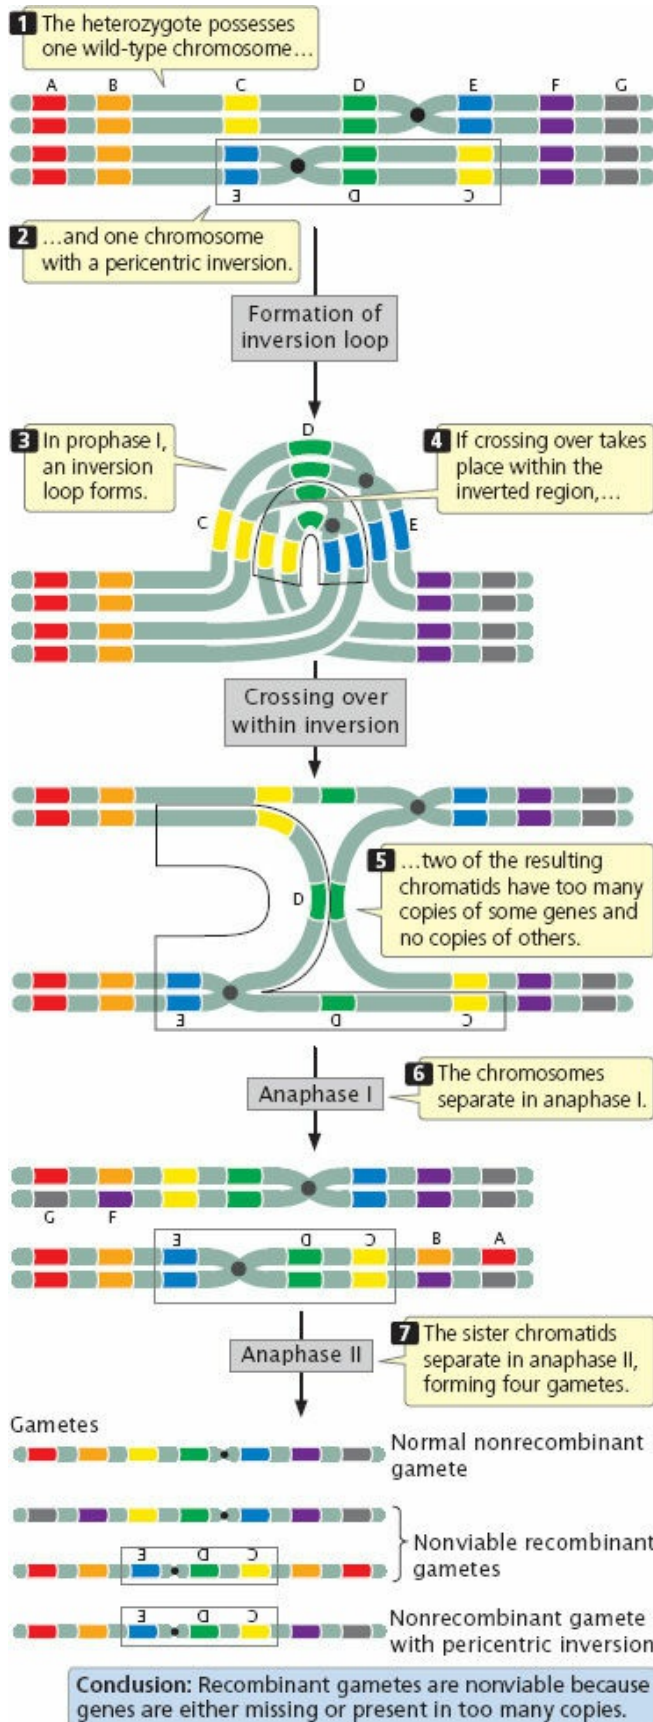 1 The heterozygote possesses
one wild-type chromosome…
A B C D E F G
E D C
2 …and one chromosome
with a pericentric inversion.
Formation of
inversion loop
3 In prophase I,
an inversion
loop forms.
D
4 If crossing over takes
place within the
inverted region,…
C E
Crossing over
within inversion
5 …two of the resulting
chromatids have too many
copies of some genes and
no copies of others.
D
E D C
Anaphase I
6 The chromosomes
separate in anaphase I.
G F
E D C B A
Anaphase II
7 The sister chromatids
separate in anaphase II,
forming four gametes.
Gametes
Normal nonrecombinant
gamete
Nonviable recombinant
gametes
E D C
E D C
Nonrecombinant gamete
with pericentric inversion
Conclusion: Recombinant gametes are nonviable because
genes are either missing or present in too many copies.